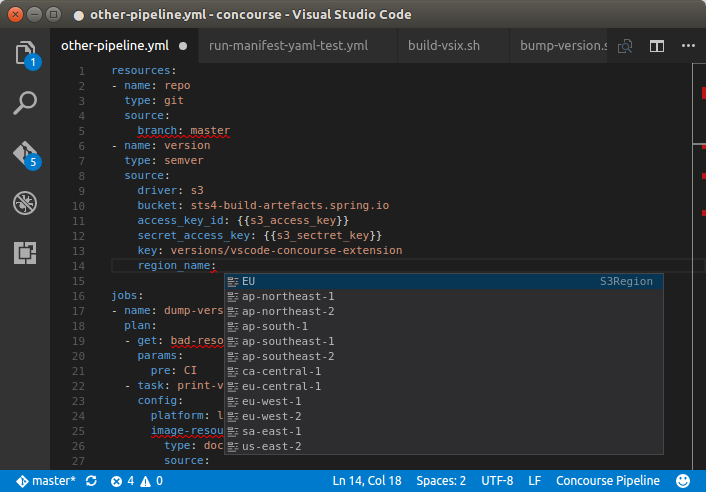 other-pipeline.yml - concourse - Visual Studio Code
other-pipeline.yml run-manifest-yaml-test.yml build-vsix.sh bump-version.s
1
5
1 resources:
2 - name: repo
3 type: git
4 source:
5 branch: master
6 - name: version
7 type: semver
8 source:
9 driver: s3
10 bucket: sts4-build-artefacts.spring.io
11 access_key_id: {{s3_access_key}}
12 secret_access_key: {{s3_sectret_key}}
13 key: versions/vscode-concourse-extension
14 region_name:
15
16 jobs:
17 - name: dump-vers
18 plan:
19 - get: bad-reso
20 params:
21 pre: CI
22 - task: print-v
23 config:
24 platform: l
25 image-resou
26 type: doc
27 source:
EU S3Region
ap-northeast-1
ap-northeast-2
ap-south-1
ap-southeast-1
ap-southeast-2
ca-central-1
eu-central-1
eu-west-1
eu-west-2
sa-east-1
us-east-2
master* 4 0 Ln 14, Col 18 Spaces: 2 UTF-8 LF Concourse Pipeline